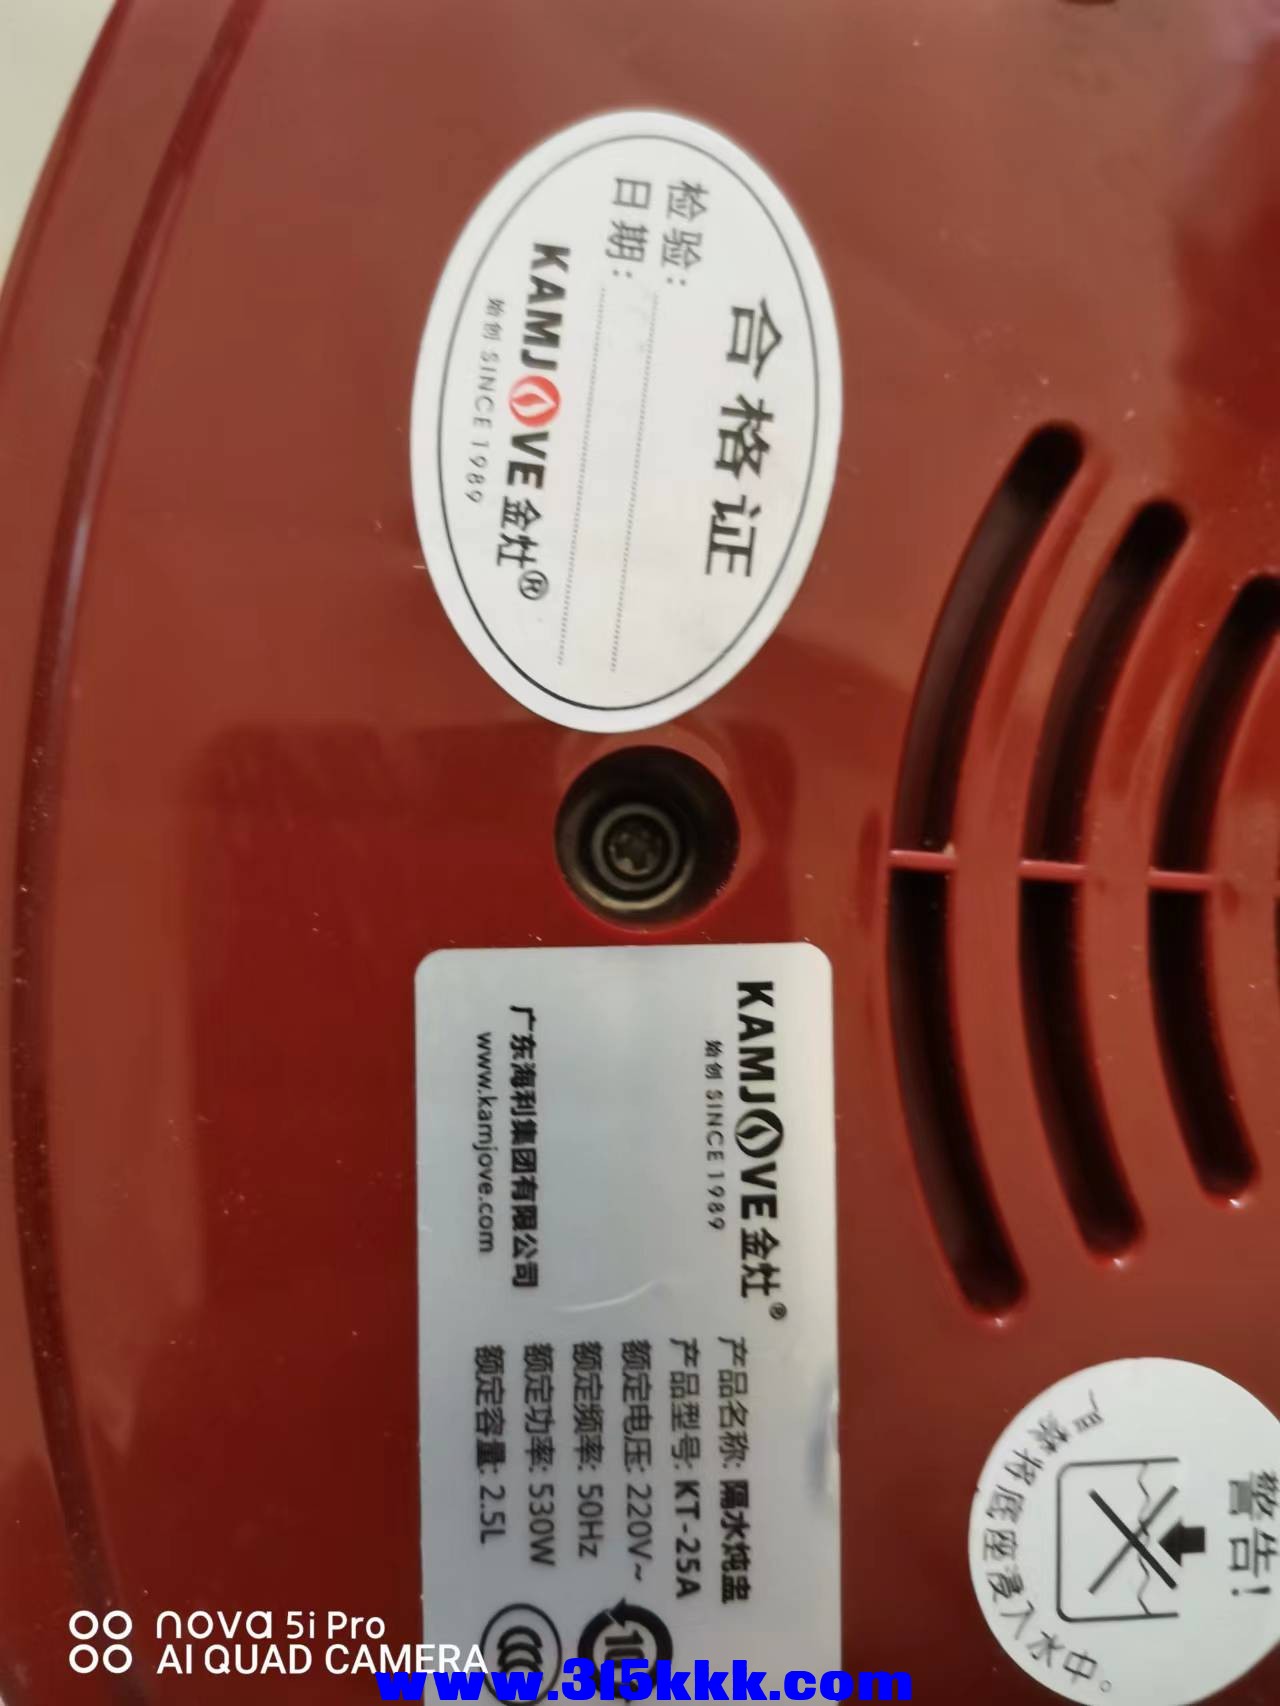 合格证
检验:
日期:
KAMJOVE金灶®
始创 SINCE 1989
KAMJOVE金灶®
始创 SINCE 1989
广东海利集团有限公司
www.kamjove.com
产品名称: 隔水炖盅
产品型号: KT-25A
额定电压: 220V~
额定频率: 50Hz
额定功率: 530W
额定容量: 2.5L
10
警告!
严禁将底座浸入水中。
nova 5i Pro
AI QUAD CAMERA
www.315kkk.com